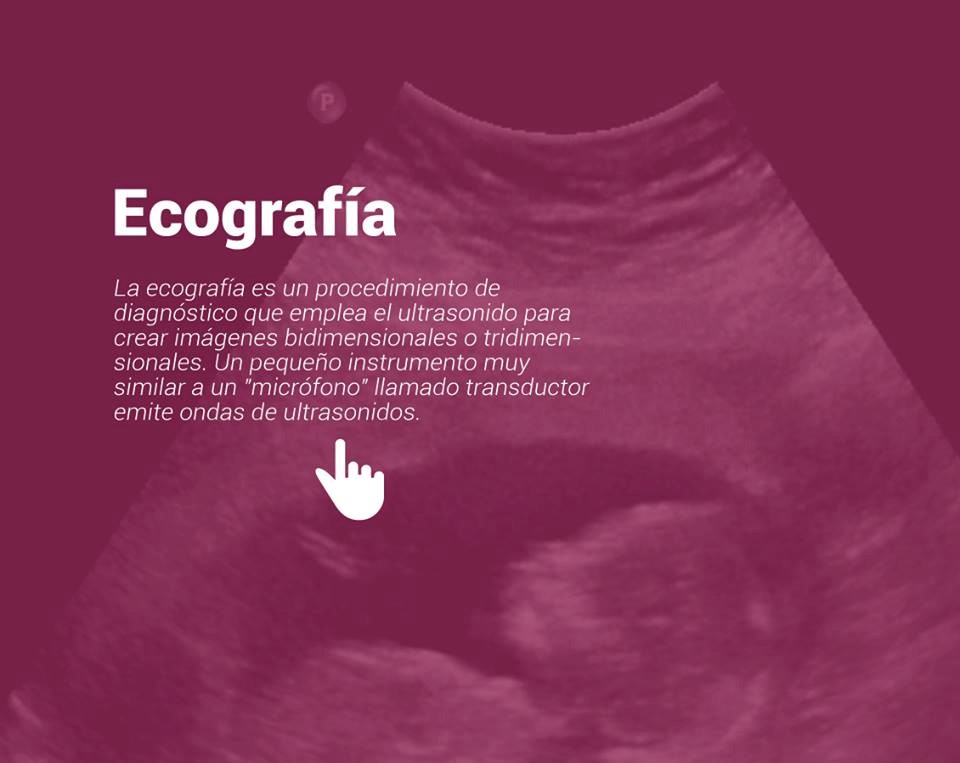 P
Ecografía
La ecografía es un procedimiento de
diagnóstico que emplea el ultrasonido para
crear imágenes bidimensionales o tridimen-
sionales. Un pequeño instrumento muy
similar a un "micrófono" llamado transductor
emite ondas de ultrasonidos.